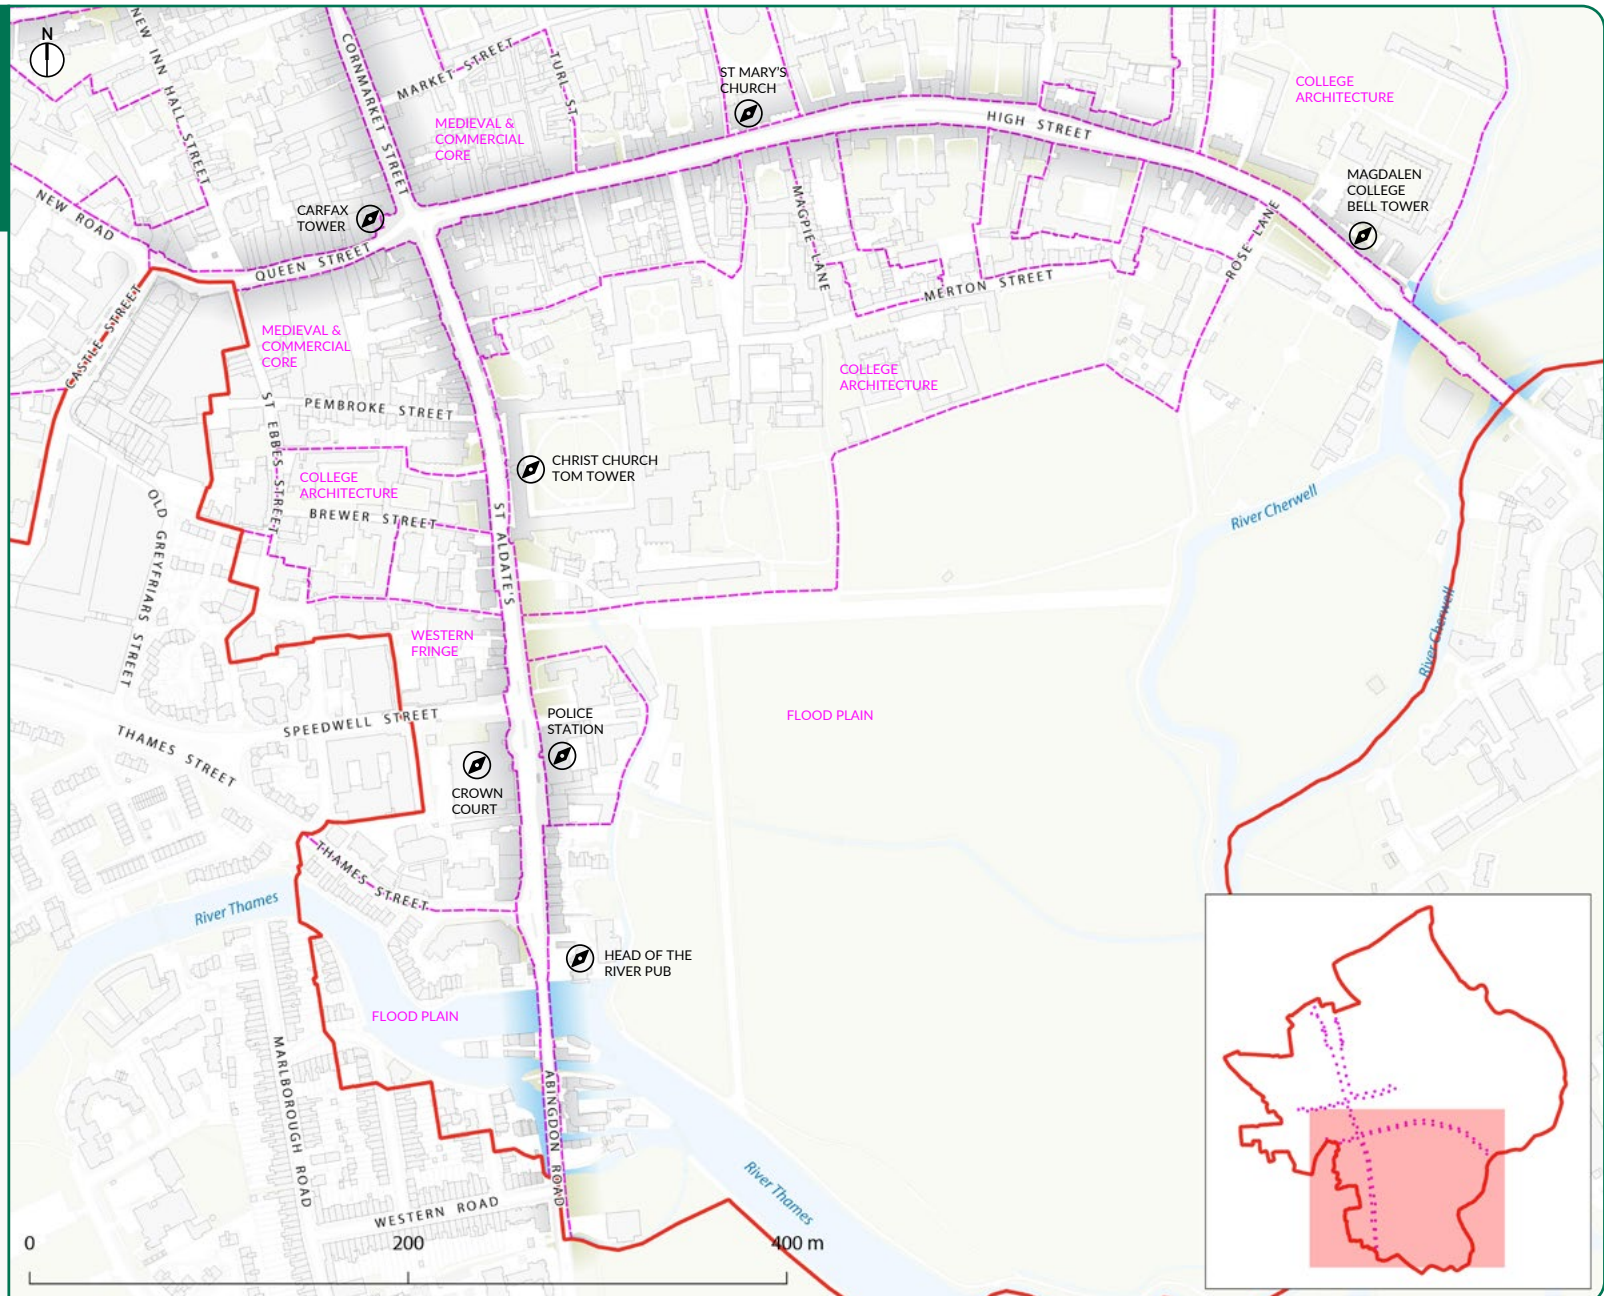 N
NEW INN HALL STREET
CORNMARKET STREET
MARKET STREET
TURL ST
ST MARY'S
CHURCH
COLLEGE
ARCHITECTURE
MEDIEVAL &
COMMERCIAL
CORE
HIGH STREET
MAGDALEN
COLLEGE
BELL TOWER
NEW ROAD
CARFAX
TOWER
MAGPIE LANE
ROSE LANE
QUEEN STREET
MERTON STREET
CASTLE STREET
MEDIEVAL &
COMMERCIAL
CORE
COLLEGE
ARCHITECTURE
PEMBROKE STREET
ST EBBES STREET
CHRIST CHURCH
TOM TOWER
COLLEGE
ARCHITECTURE
BREWER STREET
OLD GREYFRIARS STREET
ST ALDATE'S
River Cherwell
River Cherwell
WESTERN
FRINGE
SPEEDWELL STREET
POLICE
STATION
FLOOD PLAIN
THAMES STREET
CROWN
COURT
THAMES STREET
River Thames
HEAD OF THE
RIVER PUB
FLOOD PLAIN
MARLBOROUGH ROAD
ABINGDON ROAD
River Thames
WESTERN ROAD
0
200
400 m